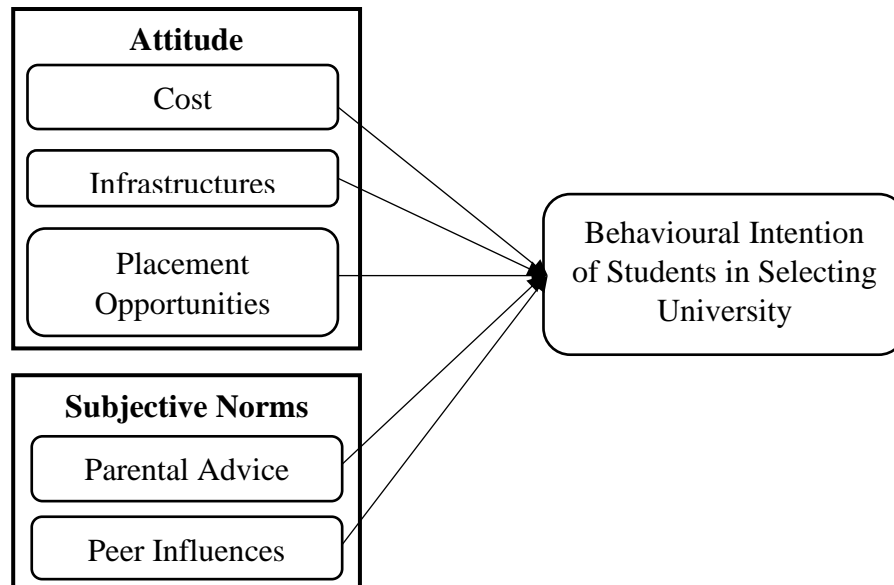 Attitude
Cost
Infrastructures
Placement
Opportunities
Subjective Norms
Parental Advice
Peer Influences
Behavioural Intention
of Students in Selecting
University